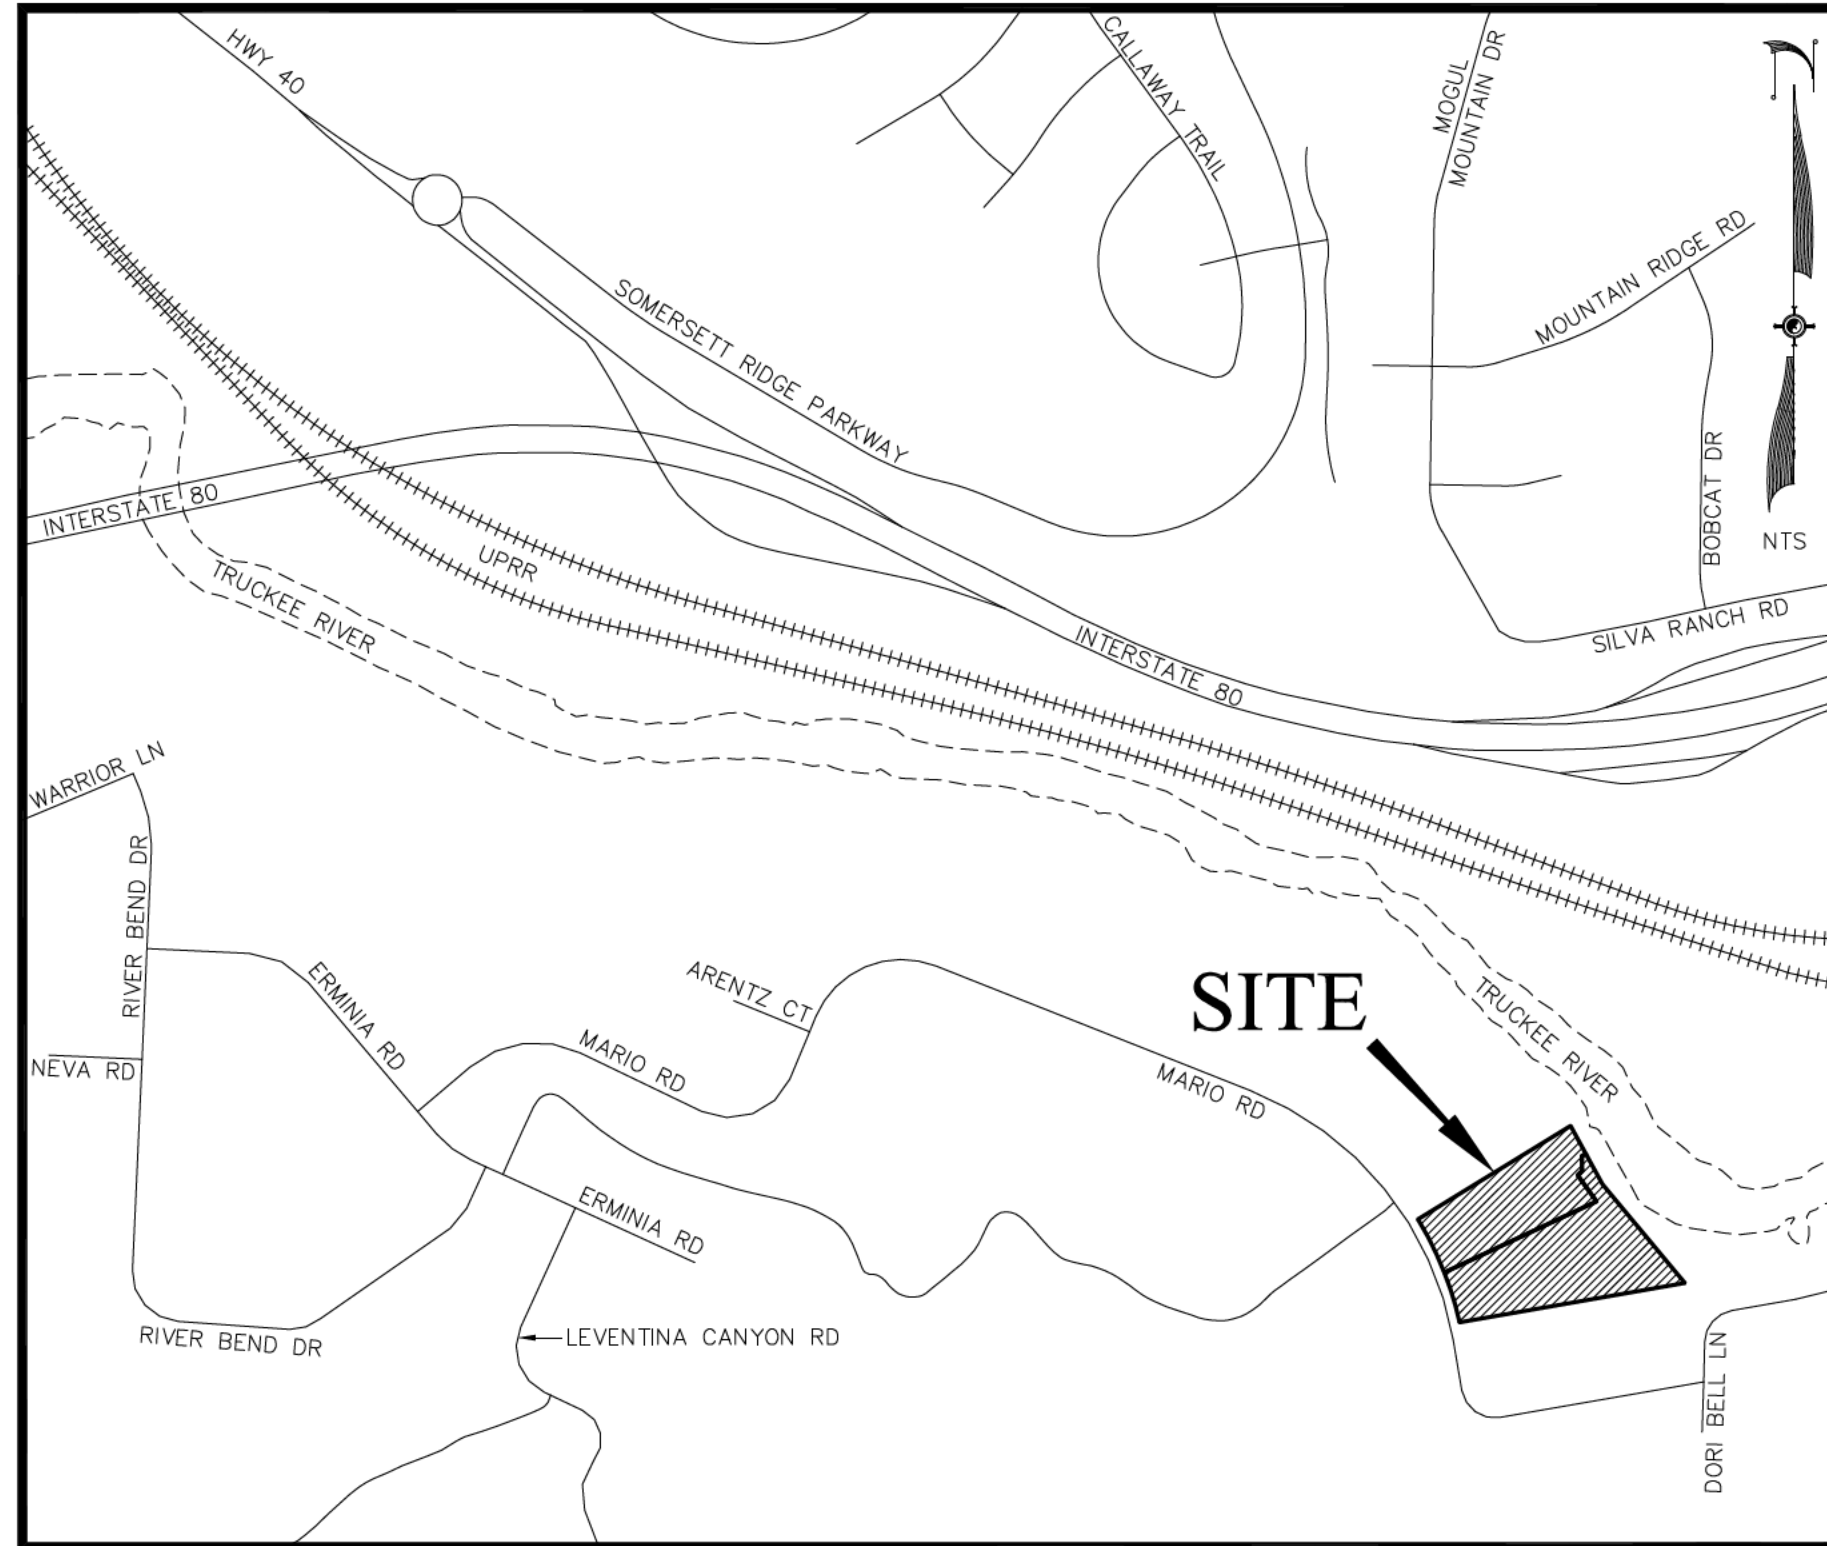 HWY 40
CALLAWAY TRAIL
MOGUL
MOUNTAIN DR
MOUNTAIN RIDGE RD
SOMERSETT RIDGE PARKWAY
BOBCAT DR
NTS
INTERSTATE 80
UPRR
TRUCKEE RIVER
SILVA RANCH RD
INTERSTATE 80
WARRIOR LN
RIVER BEND DR
ERMINIA RD
ARENTZ CT
SITE
TRUCKEE RIVER
NEVA RD
MARIO RD
MARIO RD
ERMINIA RD
RIVER BEND DR
LEVENTINA CANYON RD
DORI BELL LN